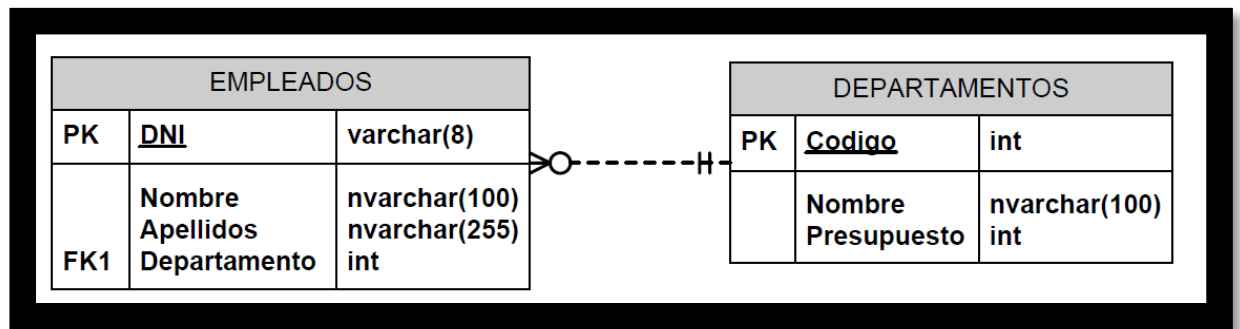 EMPLEADOS
PK DNI varchar(8)
Nombre nvarchar(100)
Apellidos nvarchar(255)
FK1 Departamento int
DEPARTAMENTOS
PK Codigo int
Nombre nvarchar(100)
Presupuesto int